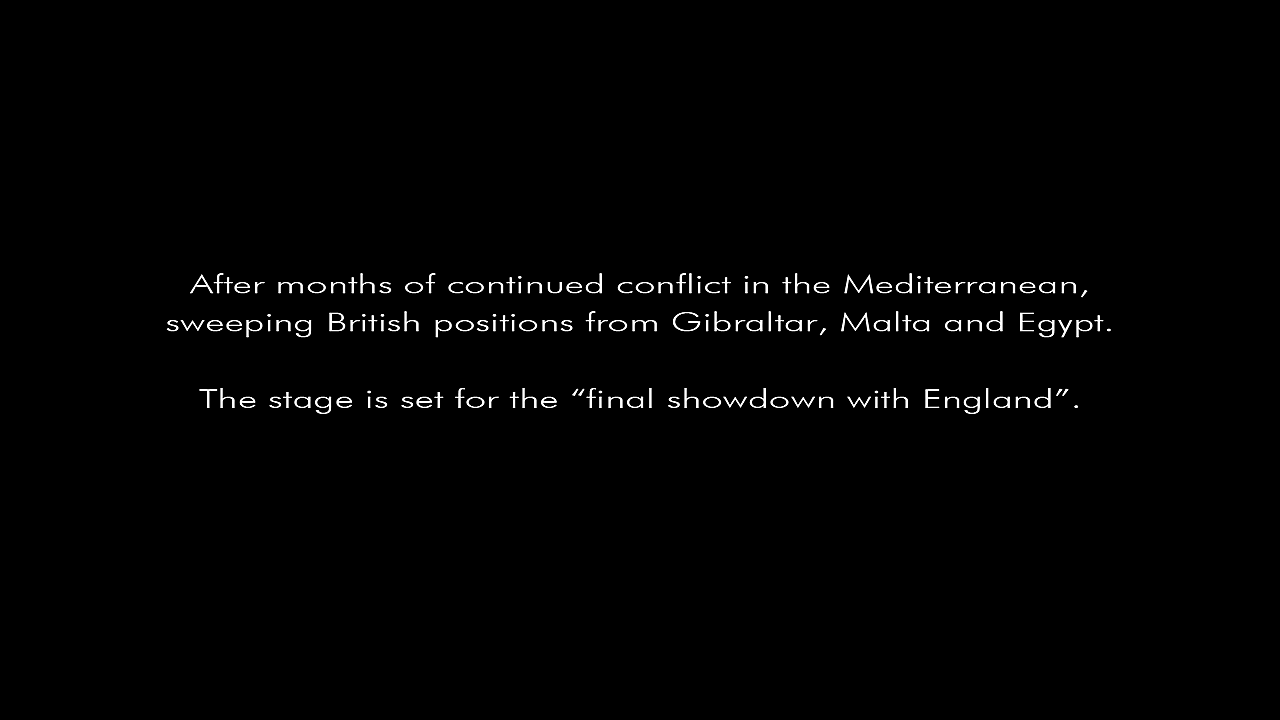 After months of continued conflict in the Mediterranean,
sweeping British positions from Gibraltar, Malta and Egypt.
The stage is set for the “final showdown with England”.